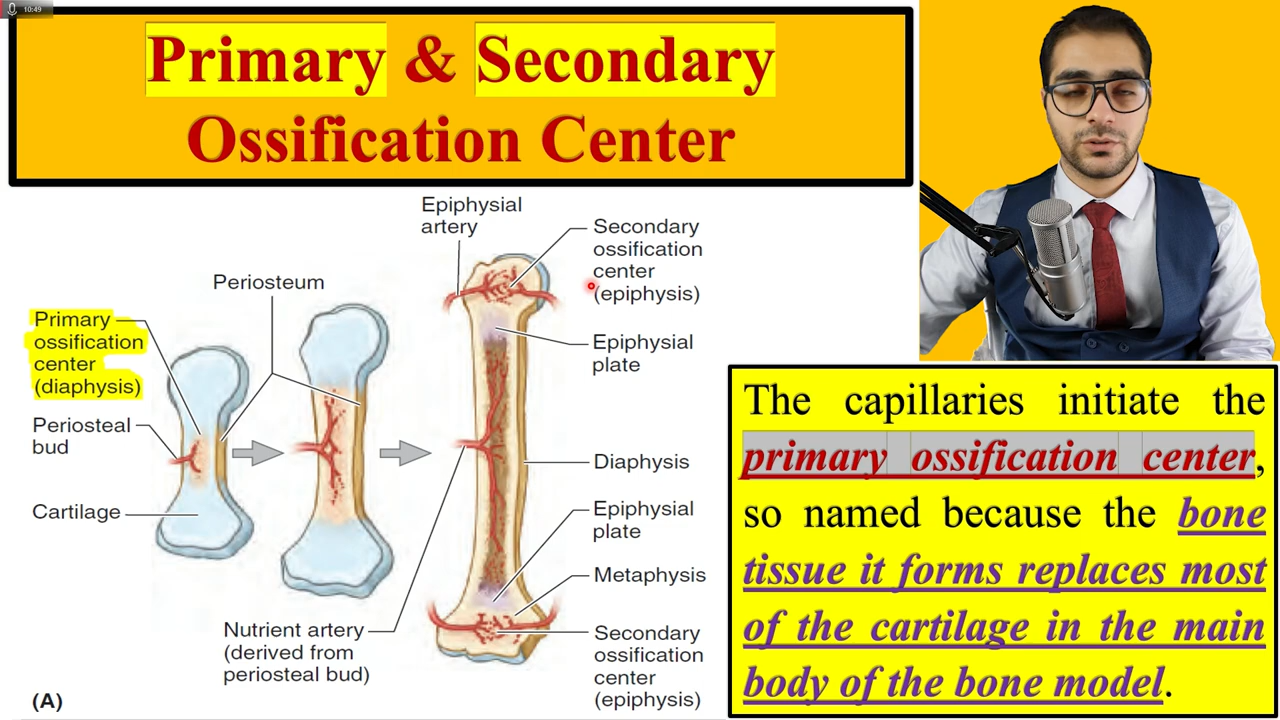 10:49
Primary & Secondary
Ossification Center
Epiphysial
artery
Secondary
ossification
center
(epiphysis)
Periosteum
Primary
ossification
center
(diaphysis)
Epiphysial
plate
Periosteal
bud
Diaphysis
Cartilage
Epiphysial
plate
Metaphysis
Nutrient artery
(derived from
periosteal bud)
Secondary
ossification
center
(epiphysis)
(A)
The capillaries initiate the
primary ossification center,
so named because the bone
tissue it forms replaces most
of the cartilage in the main
body of the bone model.